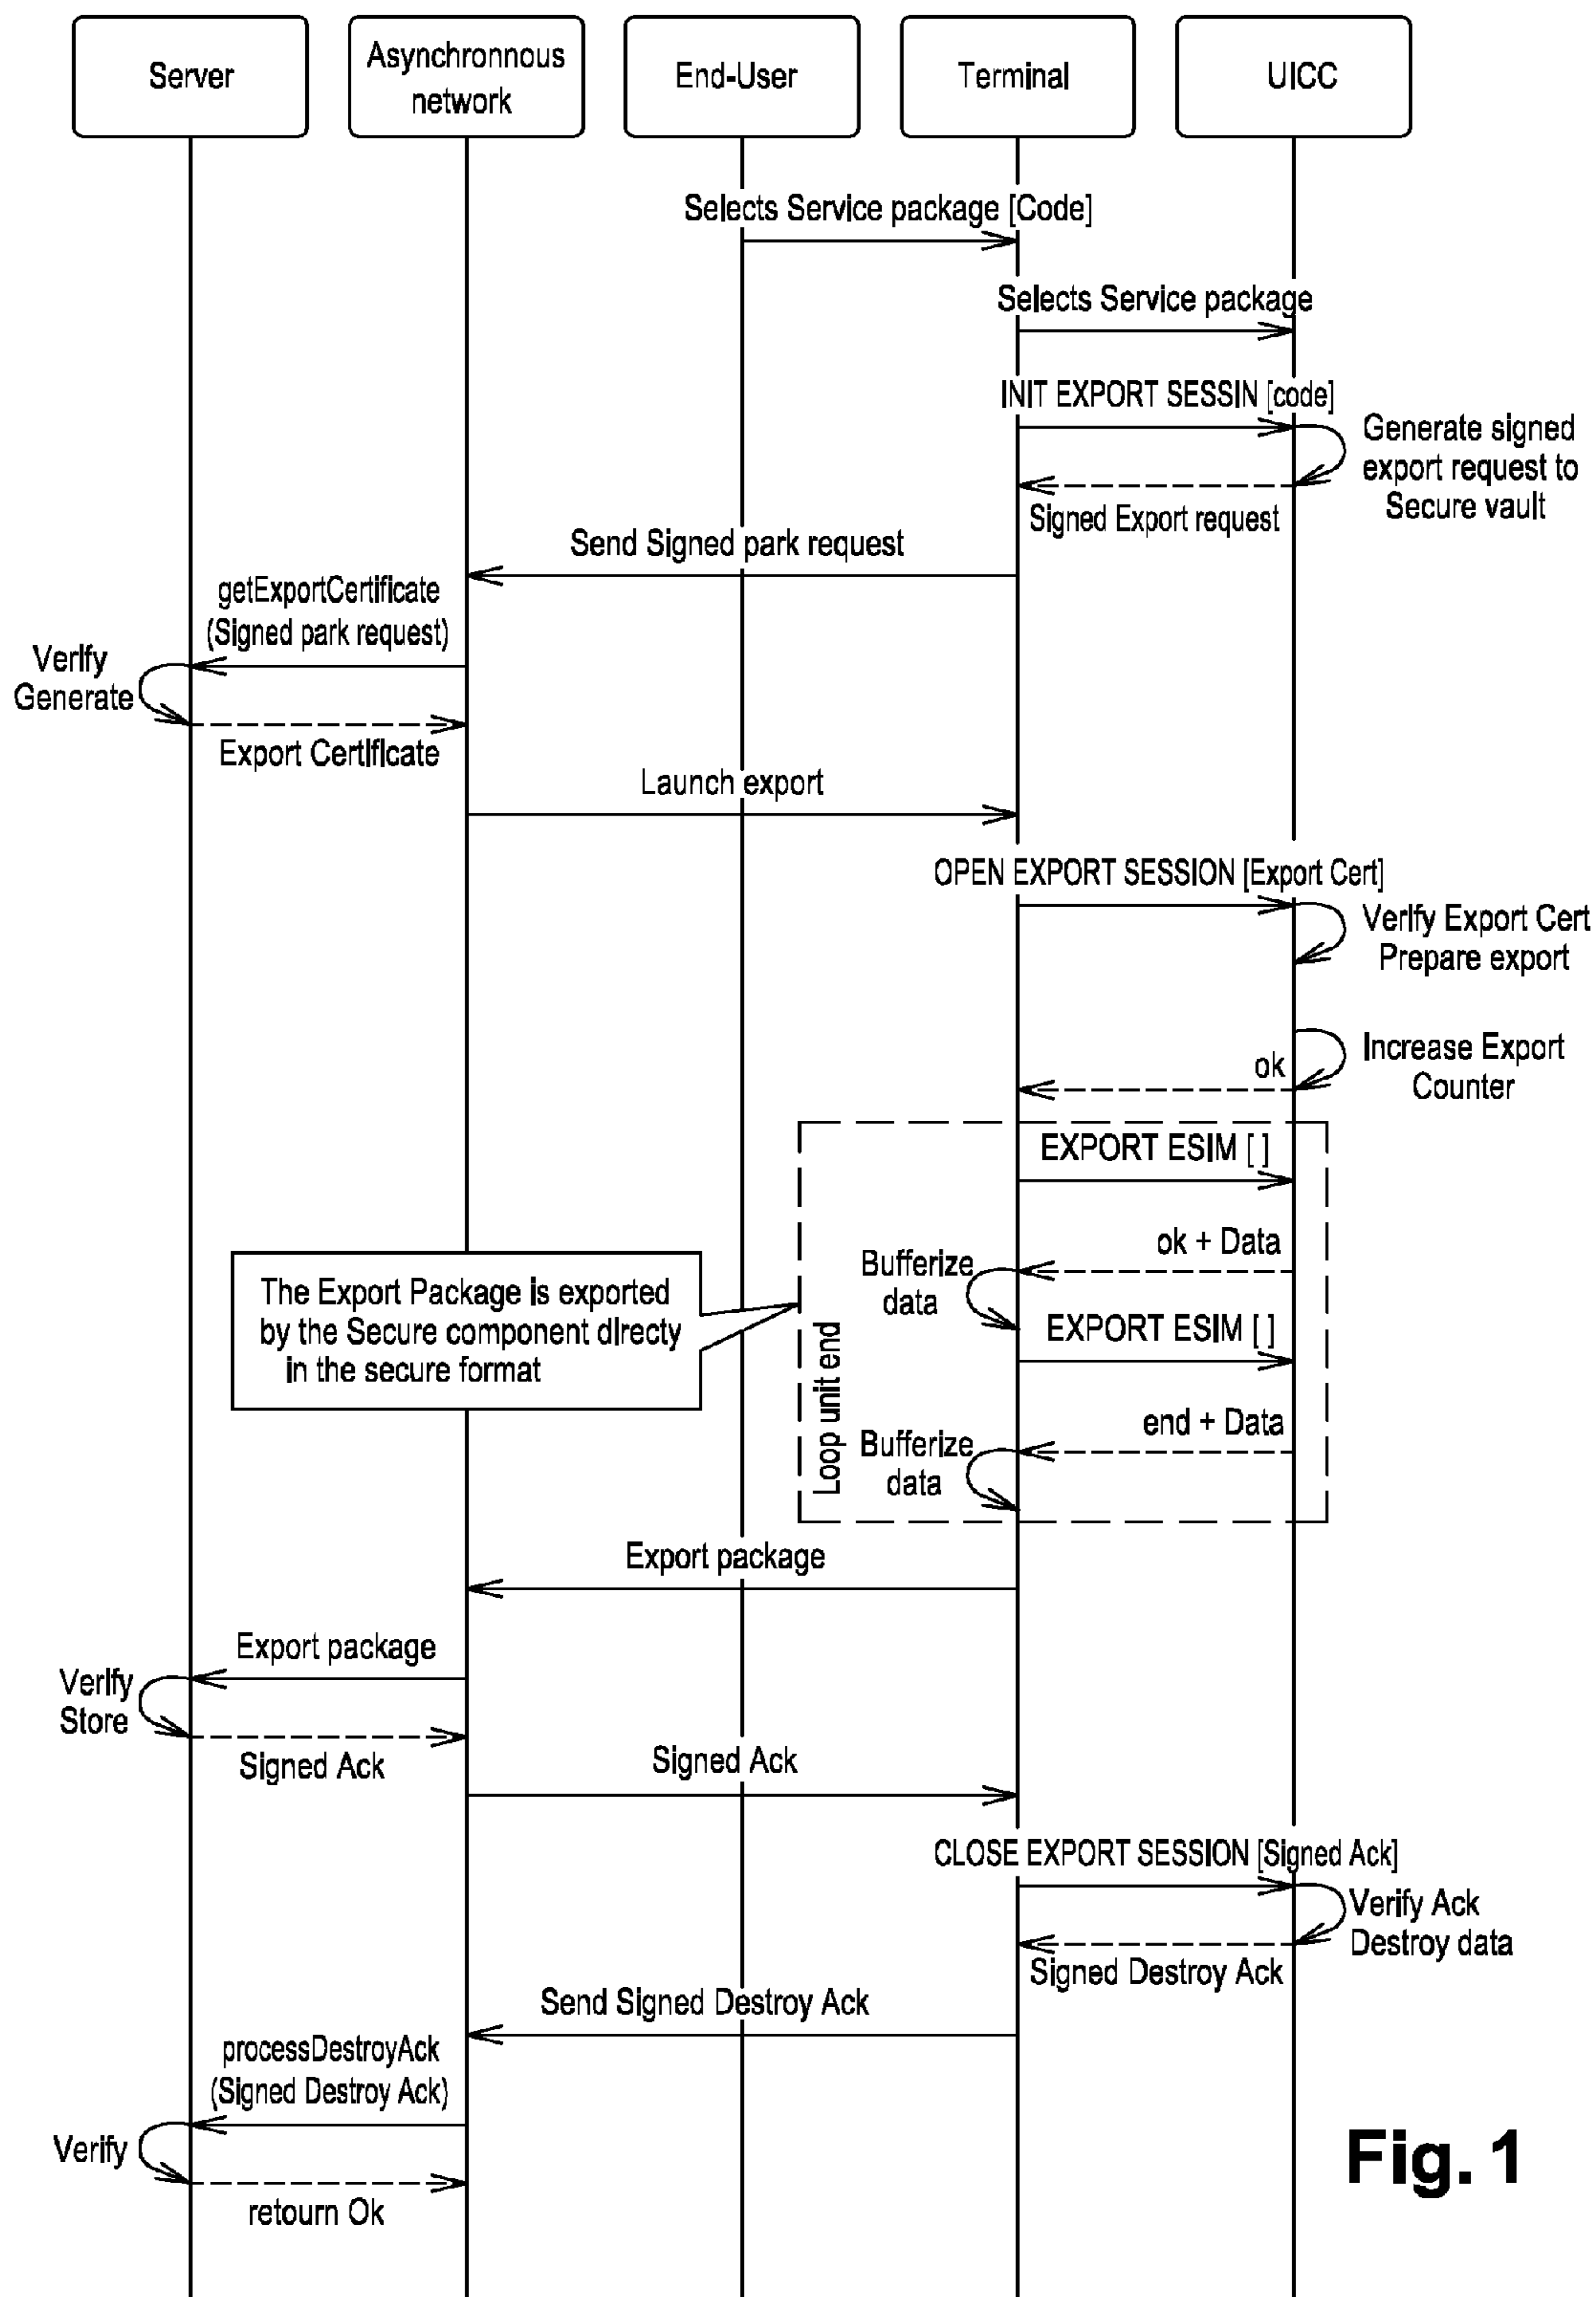 Server
Asynchronnous
network
End-User
Terminal
UICC
Selects Service package [Code]
Selects Service package
INIT EXPORT SESSIN [code]
Generate signed
export request to
Secure vault
Signed Export request
Send Signed park request
getExportCertificate
(Signed park request)
Verify
Generate
Export Certificate
Launch export
OPEN EXPORT SESSION [Export Cert]
Verify Export Cert
Prepare export
Increase Export
Counter
ok
EXPORT ESIM [ ]
ok + Data
Bufferize
data
The Export Package is exported
by the Secure component directy
in the secure format
EXPORT ESIM [ ]
Loop unit end
end + Data
Bufferize
data
Export package
Export package
Verify
Store
Signed Ack
Signed Ack
CLOSE EXPORT SESSION [Signed Ack]
Verify Ack
Destroy data
Signed Destroy Ack
Send Signed Destroy Ack
processDestroyAck
(Signed Destroy Ack)
Verify
retourn Ok
Fig. 1